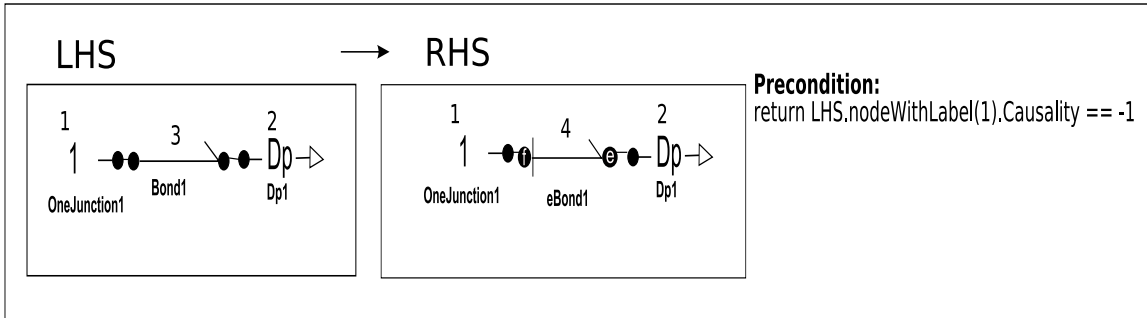 LHS
RHS
Precondition:
return LHS.nodeWithLabel(1).Causality == -1
1
3
2
1
Dp
OneJunction1
Bond1
Dp1
1
4
2
1
f
e
Dp
OneJunction1
eBond1
Dp1